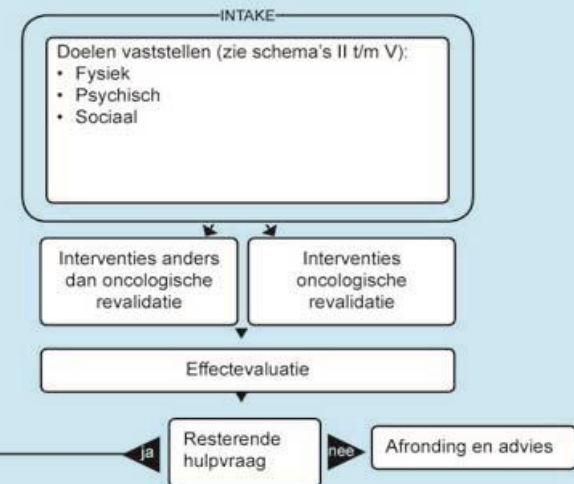 INTAKE
Doelen vaststellen (zie schema's II t/m V):
• Fysiek
• Psychisch
• Sociaal
Interventies anders
dan oncologische
revalidatie
Interventies
oncologische
revalidatie
Effectevaluatie
ja
Resterende
hulpvraag
nee
Afronding en advies